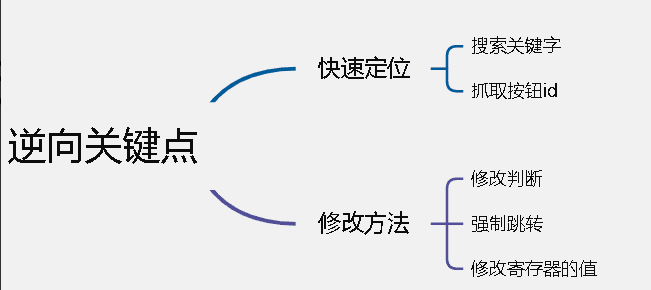 逆向关键点
快速定位
搜索关键字
抓取按钮id
修改方法
修改判断
强制跳转
修改寄存器的值